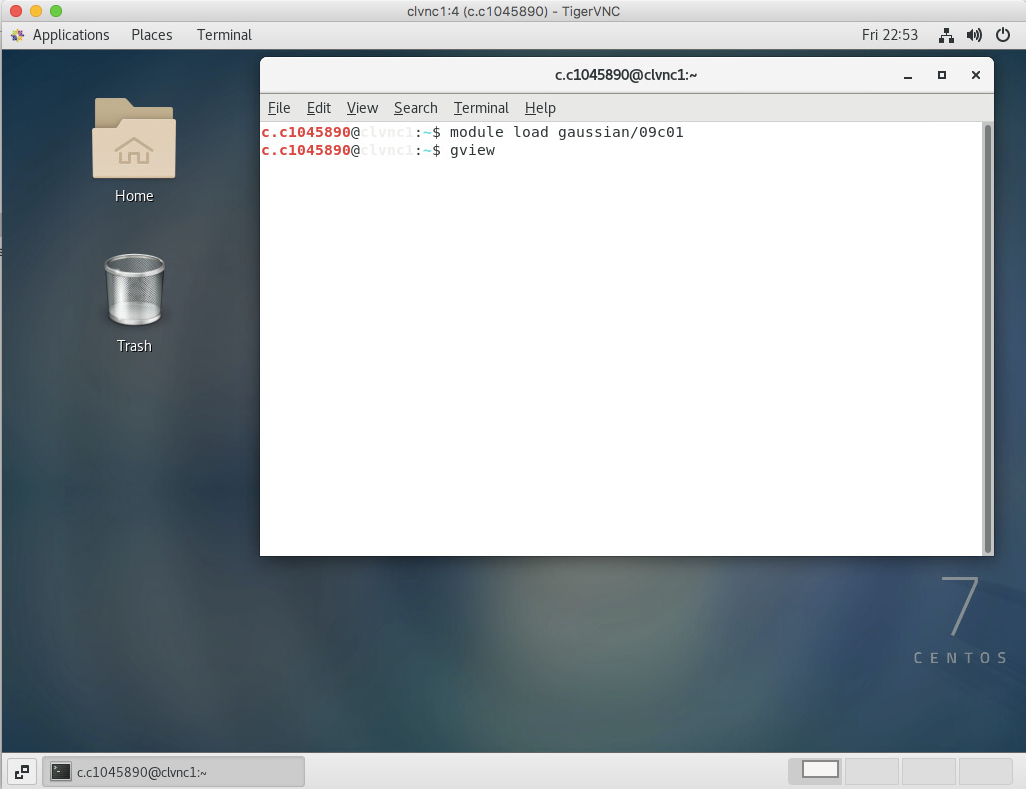 clvnc1:4 (c.c1045890) - TigerVNC
Applications Places Terminal Fri 22:53
c.c1045890@clvnc1:~
File Edit View Search Terminal Help
c.c1045890@clvnc1:~$ module load gaussian/09c01
c.c1045890@clvnc1:~$ gview
Home
Trash
7
CENTOS
c.c1045890@clvnc1:~